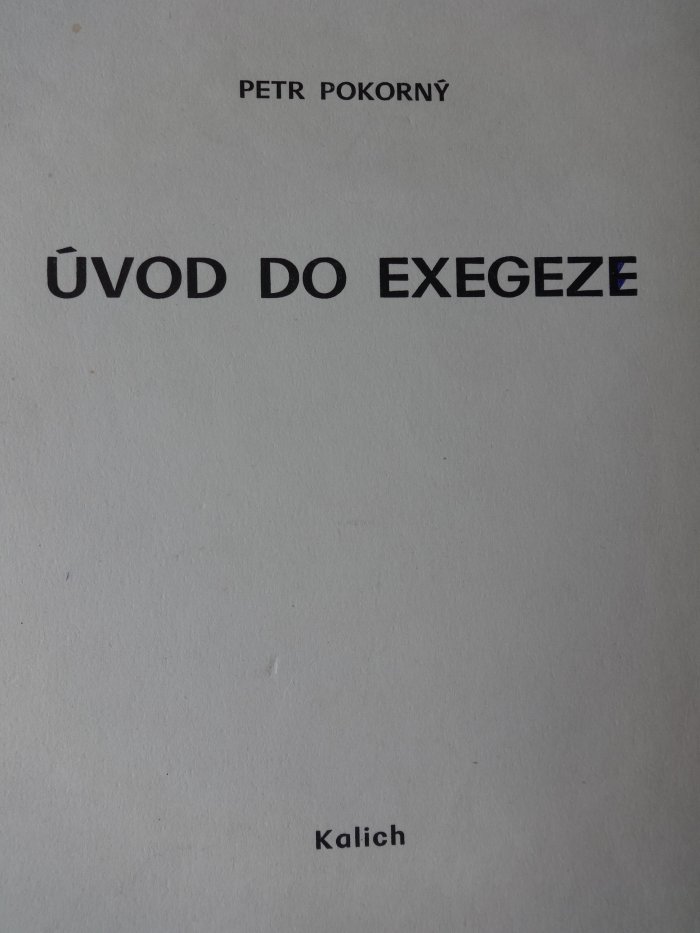 PETR POKORNÝ
ÚVOD DO EXEGEZE
Kalich